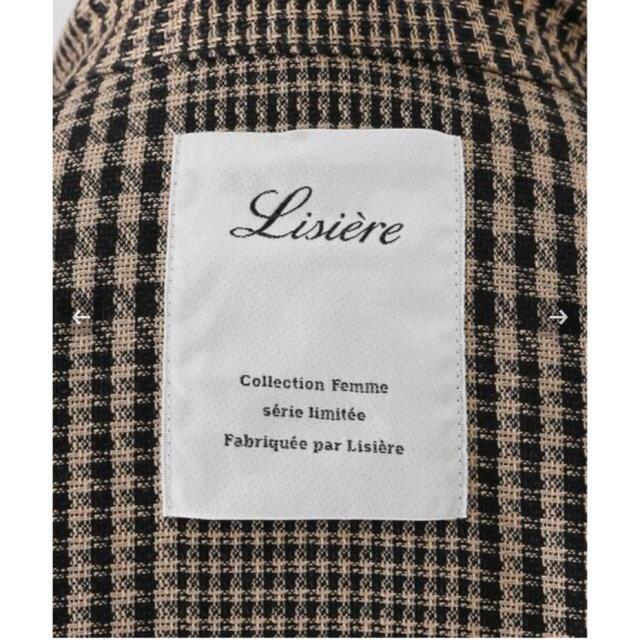 Lisière
Collection Femme
série limitée
Fabriquée par Lisière